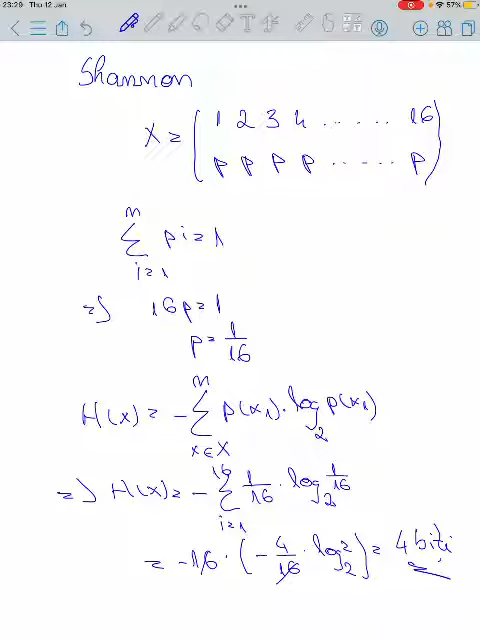 23:29 Thu 12 Jan
57%
Shannon
X = ( 1 2 3 4 ...... 16
p p p p ...... p )
n
∑ pi = 1
i=1
=> 16p = 1
p = 1/16
n
H(x) = - ∑ p(x1) · log2 p(x1)
x∈X
16
=> H(x) = - ∑ 1/16 · log2 1/16
i=1
= -16 · (- 4/16 · log2 2) = 4 biți